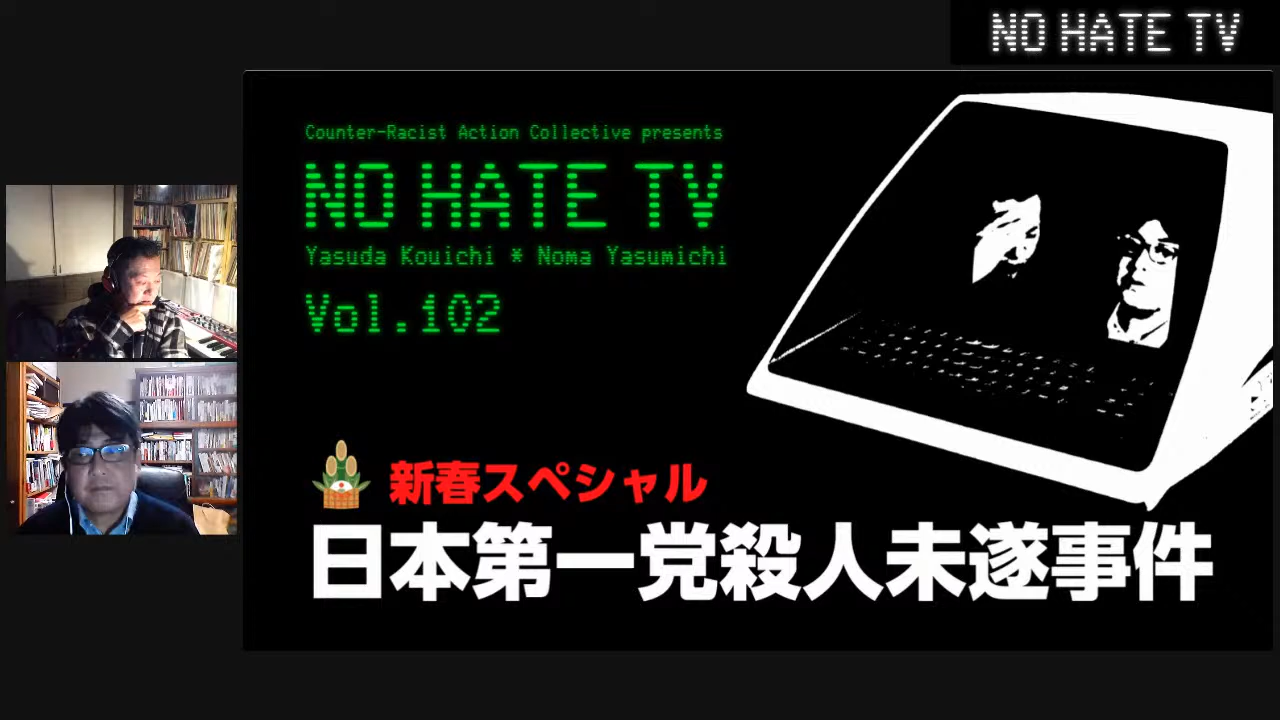 NO HATE TV
Counter-Racist Action Collective presents
NO HATE TV
Yasuda Kouichi * Noma Yasumichi
Vol.102
新春スペシャル
日本第一党殺人未遂事件